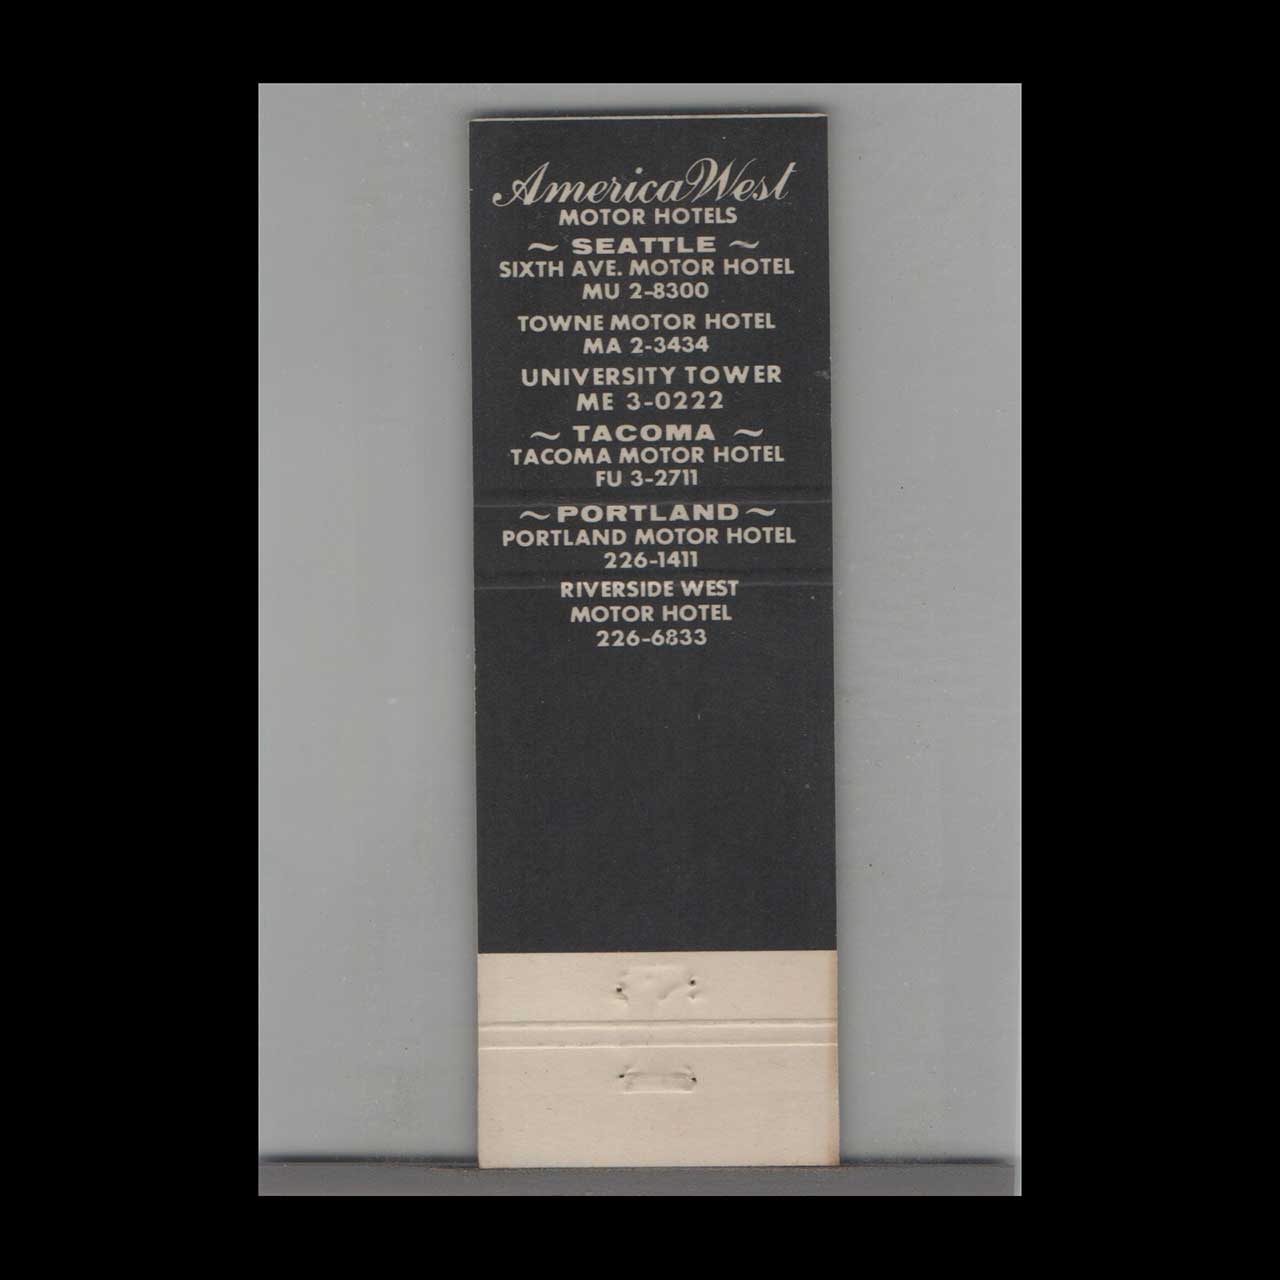 AmericaWest
MOTOR HOTELS
~ SEATTLE ~
SIXTH AVE. MOTOR HOTEL
MU 2-8300
TOWNE MOTOR HOTEL
MA 2-3434
UNIVERSITY TOWER
ME 3-0222
~ TACOMA ~
TACOMA MOTOR HOTEL
FU 3-2711
~ PORTLAND ~
PORTLAND MOTOR HOTEL
226-1411
RIVERSIDE WEST
MOTOR HOTEL
226-6833